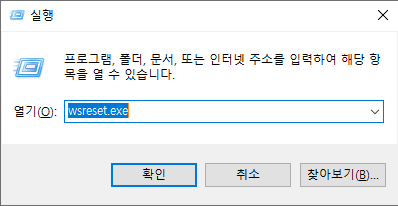 실행
프로그램, 폴더, 문서, 또는 인터넷 주소를 입력하여 해당 항
목을 열 수 있습니다.
열기(O): wsreset.exe
확인 취소 찾아보기(B)...